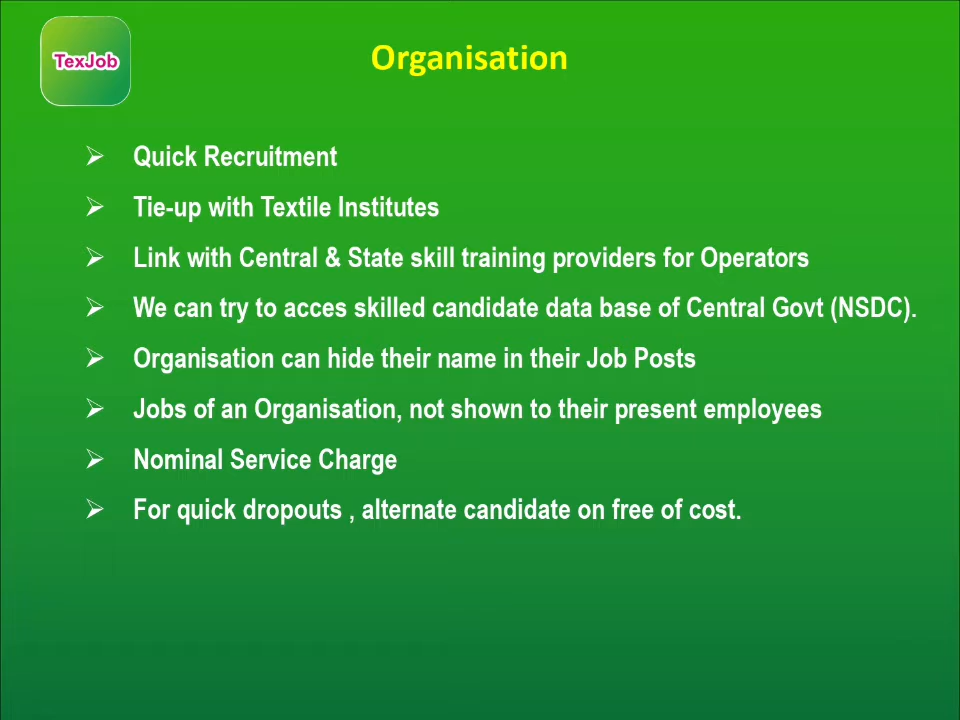 TexJob
Organisation
Quick Recruitment
Tie-up with Textile Institutes
Link with Central & State skill training providers for Operators
We can try to acces skilled candidate data base of Central Govt (NSDC).
Organisation can hide their name in their Job Posts
Jobs of an Organisation, not shown to their present employees
Nominal Service Charge
For quick dropouts , alternate candidate on free of cost.